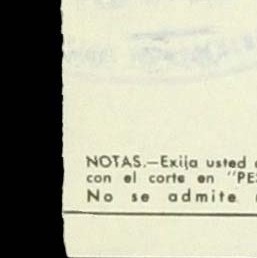 NOTAS.—Exija usted
con el corte en "PE
No se admite